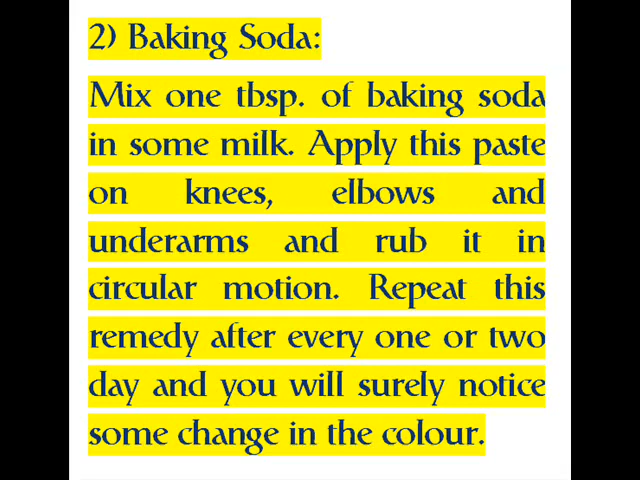 2) Baking Soda:
Mix one tbsp. of baking soda
in some milk. Apply this paste
on knees, elbows and
underarms and rub it in
circular motion. Repeat this
remedy after every one or two
day and you will surely notice
some change in the colour.